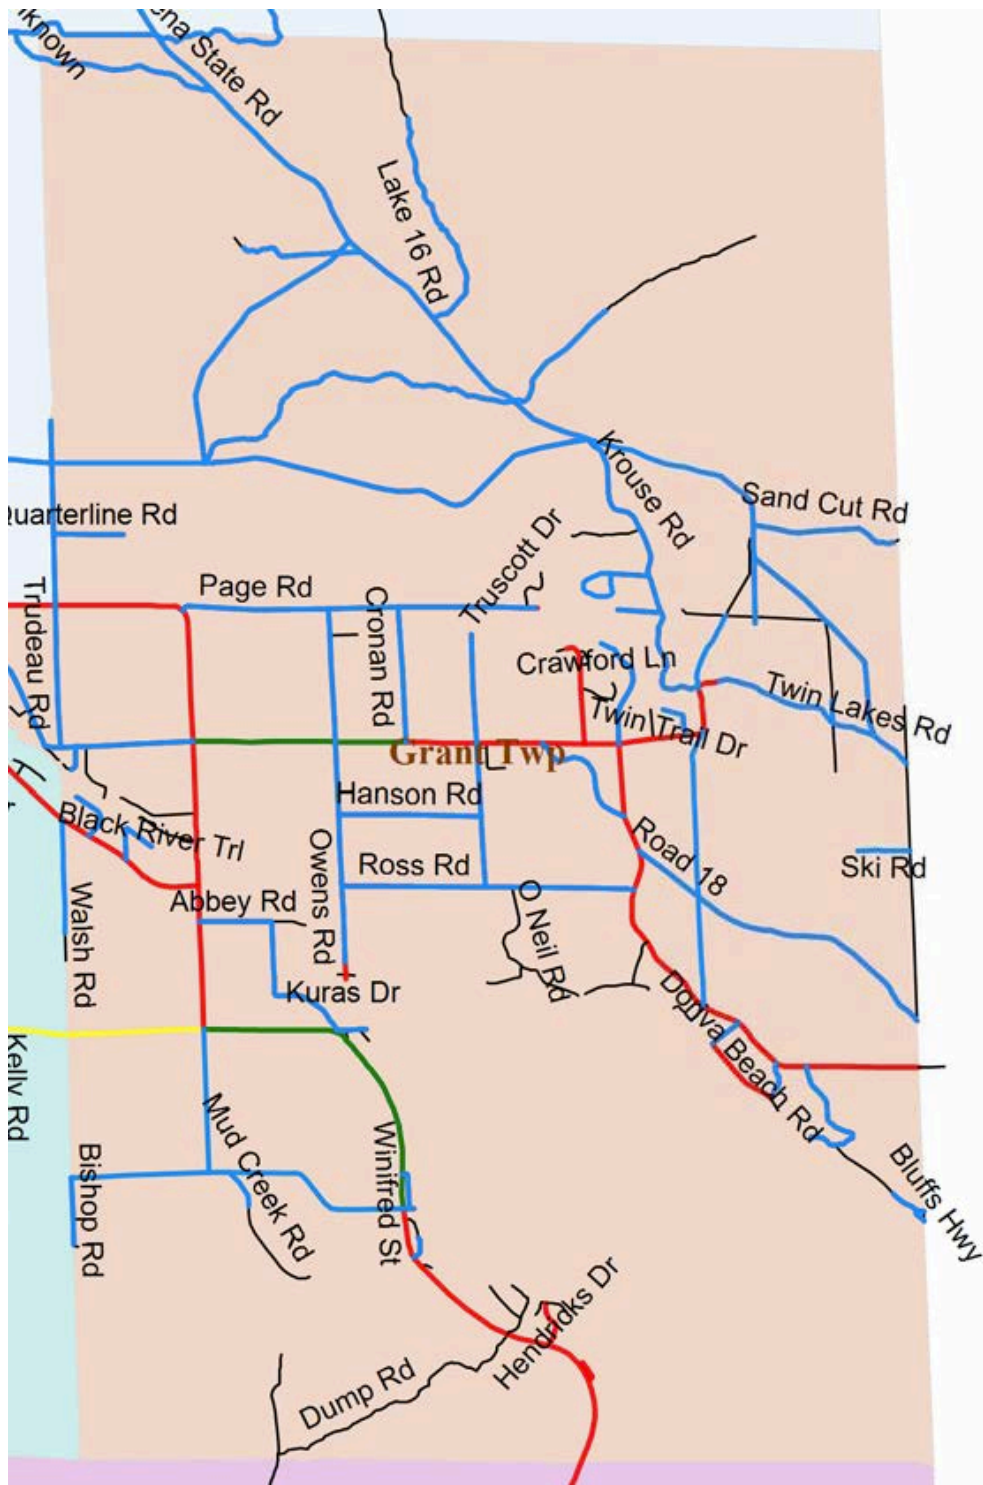 known
ena State Rd
Lake 16 Rd
Krouse Rd
Sand Cut Rd
uarterline Rd
Truscott Dr
Trudeau Rd
Page Rd
Cronan Rd
Crawford Ln
Twin Lakes Rd
Twin Trail Dr
Grant Twp
Hanson Rd
Black River Trl
Road 18
Owens Rd
Ross Rd
Ski Rd
Walsh Rd
Abbey Rd
O Neil Rd
Kuras Dr
Doriva Beach Rd
Kelly Rd
Mud Creek Rd
Winifred St
Bishop Rd
Bluffs Hwy
Hendricks Dr
Dump Rd